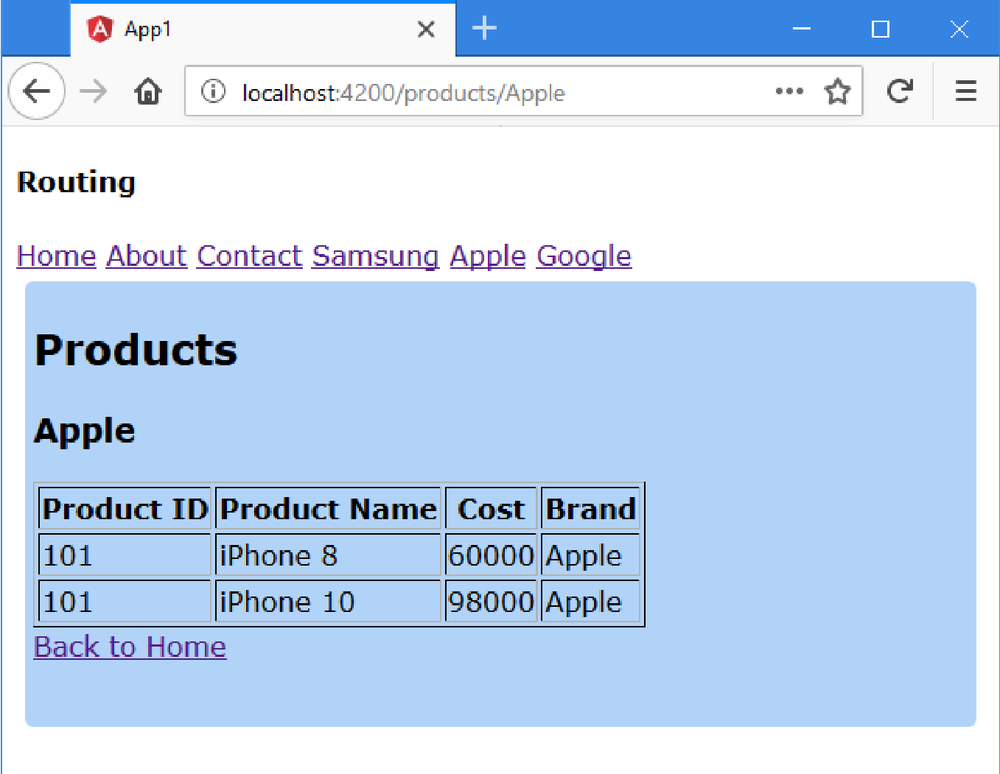 App1
localhost:4200/products/Apple
Routing
Home About Contact Samsung Apple Google
Products
Apple
Product ID Product Name Cost Brand
101 iPhone 8 60000 Apple
101 iPhone 10 98000 Apple
Back to Home